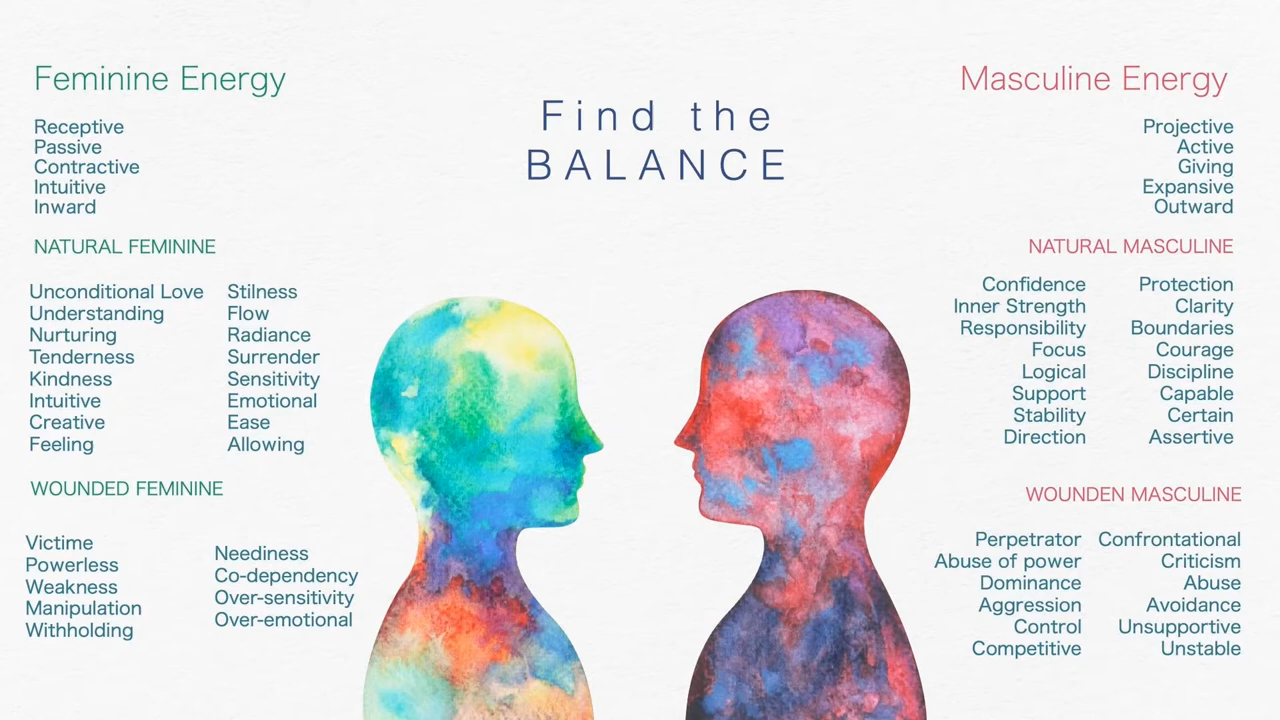 Feminine Energy
Receptive
Passive
Contractive
Intuitive
Inward
NATURAL FEMININE
Unconditional Love
Understanding
Nurturing
Tenderness
Kindness
Intuitive
Creative
Feeling
Stilness
Flow
Radiance
Surrender
Sensitivity
Emotional
Ease
Allowing
WOUNDED FEMININE
Victime
Powerless
Weakness
Manipulation
Withholding
Neediness
Co-dependency
Over-sensitivity
Over-emotional
Find the
BALANCE
Masculine Energy
Projective
Active
Giving
Expansive
Outward
NATURAL MASCULINE
Confidence
Inner Strength
Responsibility
Focus
Logical
Support
Stability
Direction
Protection
Clarity
Boundaries
Courage
Discipline
Capable
Certain
Assertive
WOUNDEN MASCULINE
Perpetrator
Abuse of power
Dominance
Aggression
Control
Competitive
Confrontational
Criticism
Abuse
Avoidance
Unsupportive
Unstable